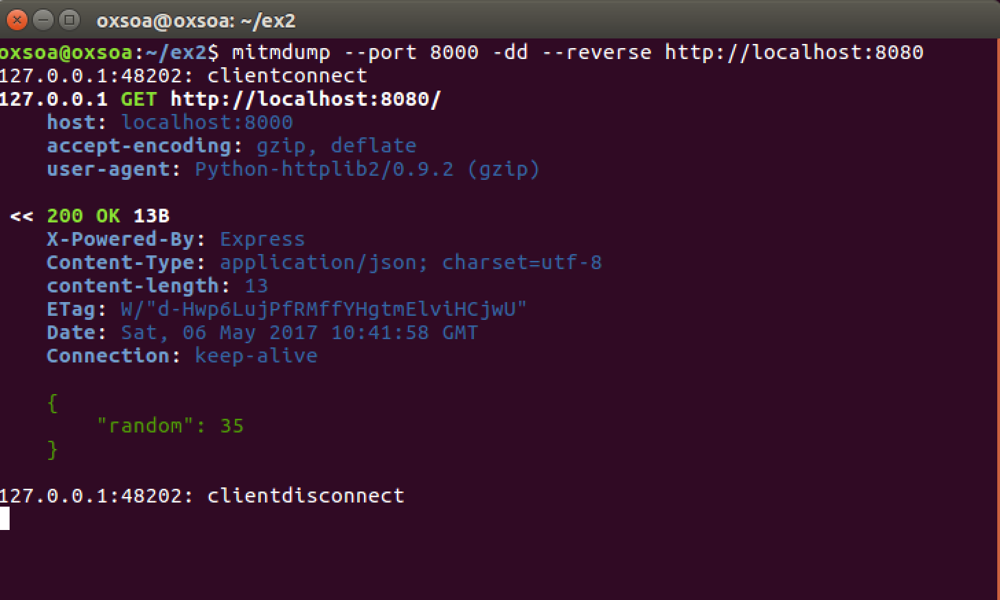 oxsoa@oxsoa: ~/ex2
oxsoa@oxsoa:~/ex2$ mitmdump --port 8000 -dd --reverse http://localhost:8080
127.0.0.1:48202: clientconnect
127.0.0.1 GET http://localhost:8080/
    host: localhost:8000
    accept-encoding: gzip, deflate
    user-agent: Python-httplib2/0.9.2 (gzip)
 << 200 OK 13B
    X-Powered-By: Express
    Content-Type: application/json; charset=utf-8
    content-length: 13
    ETag: W/"d-Hwp6LujPfRMffYHgtmElviHCjwU"
    Date: Sat, 06 May 2017 10:41:58 GMT
    Connection: keep-alive
    {
        "random": 35
    }
127.0.0.1:48202: clientdisconnect